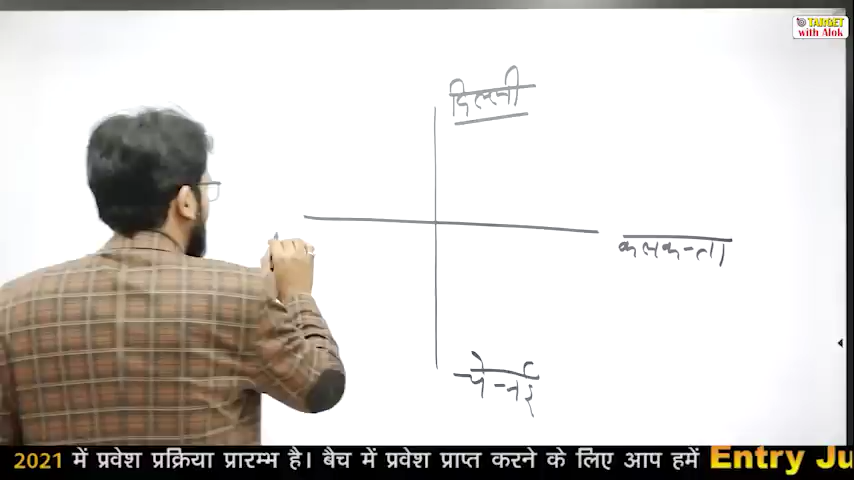 TARGET
with Alok
दिल्ली
कलकत्ता
चेन्नई
2021 में प्रवेश प्रक्रिया प्रारम्भ है। बैच में प्रवेश प्राप्त करने के लिए आप हमें Entry Ju